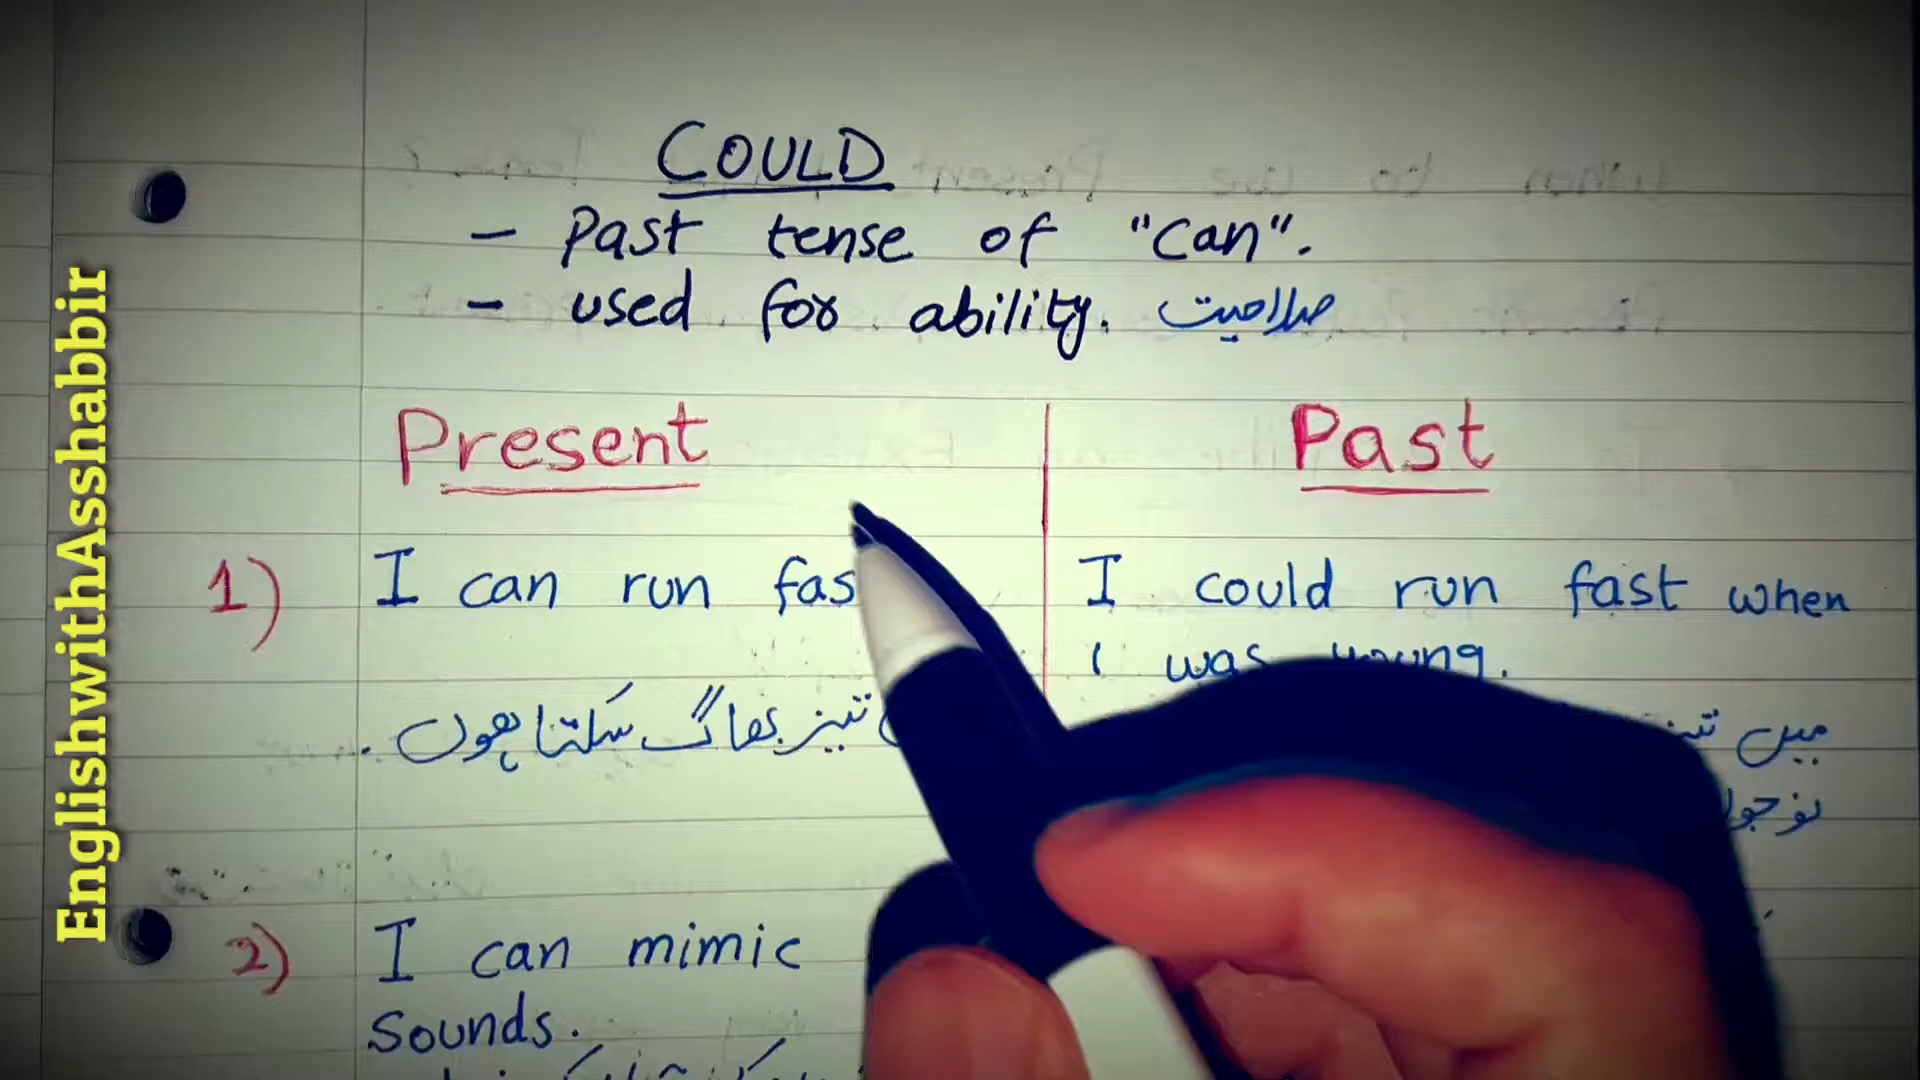 COULD
- Past tense of "Can".
- used for ability. صلاحیت
Present
Past
1) I can run
I could run fast when
I was young.
تیز بھاگ سکتا ہوں.
میں
2) I can mimic
Sounds.
EnglishwithAsshabbir